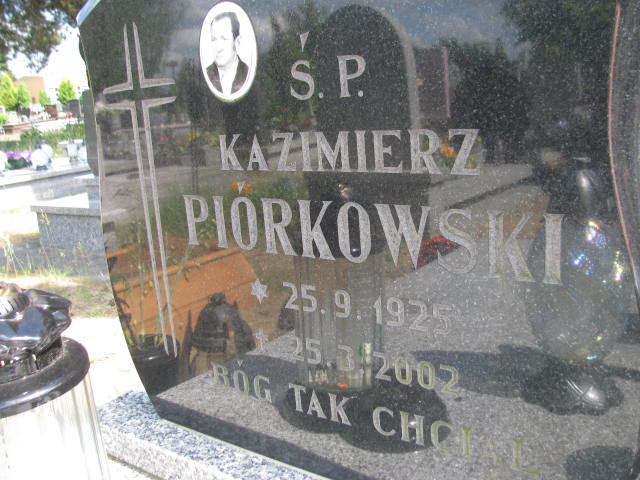 Ś. P.
KAZIMIERZ
PIÓRKOWSKI
* 25.9.1925
† 25.3.2002
BÓG TAK CHCIAŁ